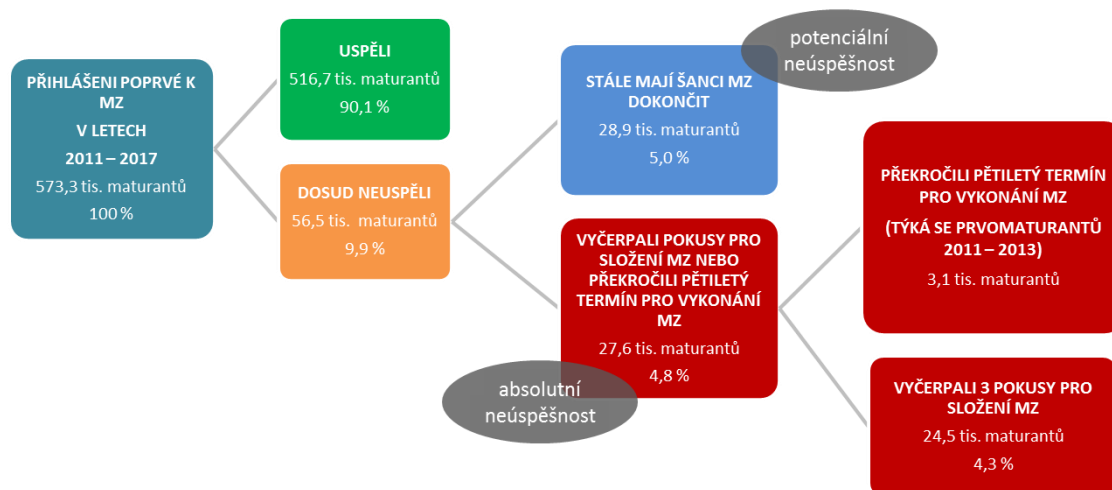 PŘIHLÁŠENI POPRVÉ K
MZ
V LETECH
2011 – 2017
573,3 tis. maturantů
100 %
USPĚLI
516,7 tis. maturantů
90,1 %
DOSUD NEUSPĚLI
56,5 tis. maturantů
9,9 %
potenciální
neúspěšnost
STÁLE MAJÍ ŠANCI MZ
DOKONČIT
28,9 tis. maturantů
5,0 %
VYČERPALI POKUSY PRO
SLOŽENÍ MZ NEBO
PŘEKROČILI PĚTILETÝ
TERMÍN PRO VYKONÁNÍ
MZ
27,6 tis. maturantů
4,8 %
absolutní
neúspěšnost
PŘEKROČILI PĚTILETÝ TERMÍN
PRO VYKONÁNÍ MZ
(TÝKÁ SE PRVOMATURANTŮ
2011 – 2013)
3,1 tis. maturantů
VYČERPALI 3 POKUSY PRO
SLOŽENÍ MZ
24,5 tis. maturantů
4,3 %